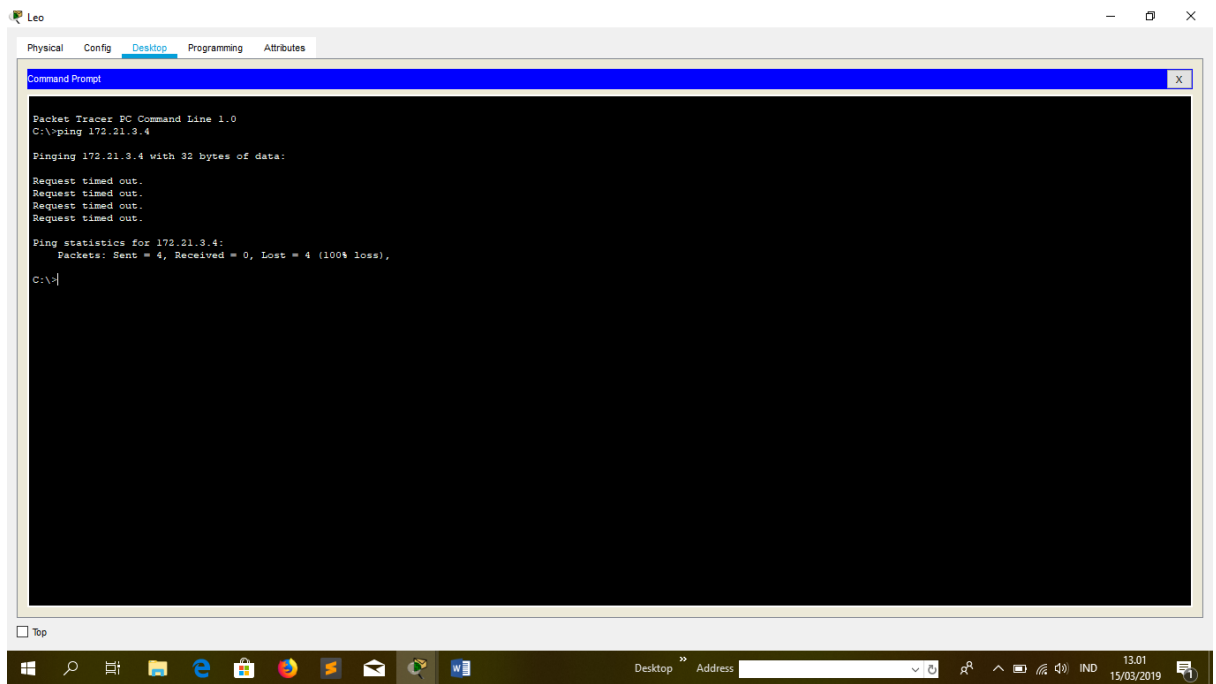 Leo
Physical Config Desktop Programming Attributes
Command Prompt
X
Packet Tracer PC Command Line 1.0
C:\>ping 172.21.3.4
Pinging 172.21.3.4 with 32 bytes of data:
Request timed out.
Request timed out.
Request timed out.
Request timed out.
Ping statistics for 172.21.3.4:
Packets: Sent = 4, Received = 0, Lost = 4 (100% loss),
C:\>
Top
Desktop » Address
IND
13.01
15/03/2019
1